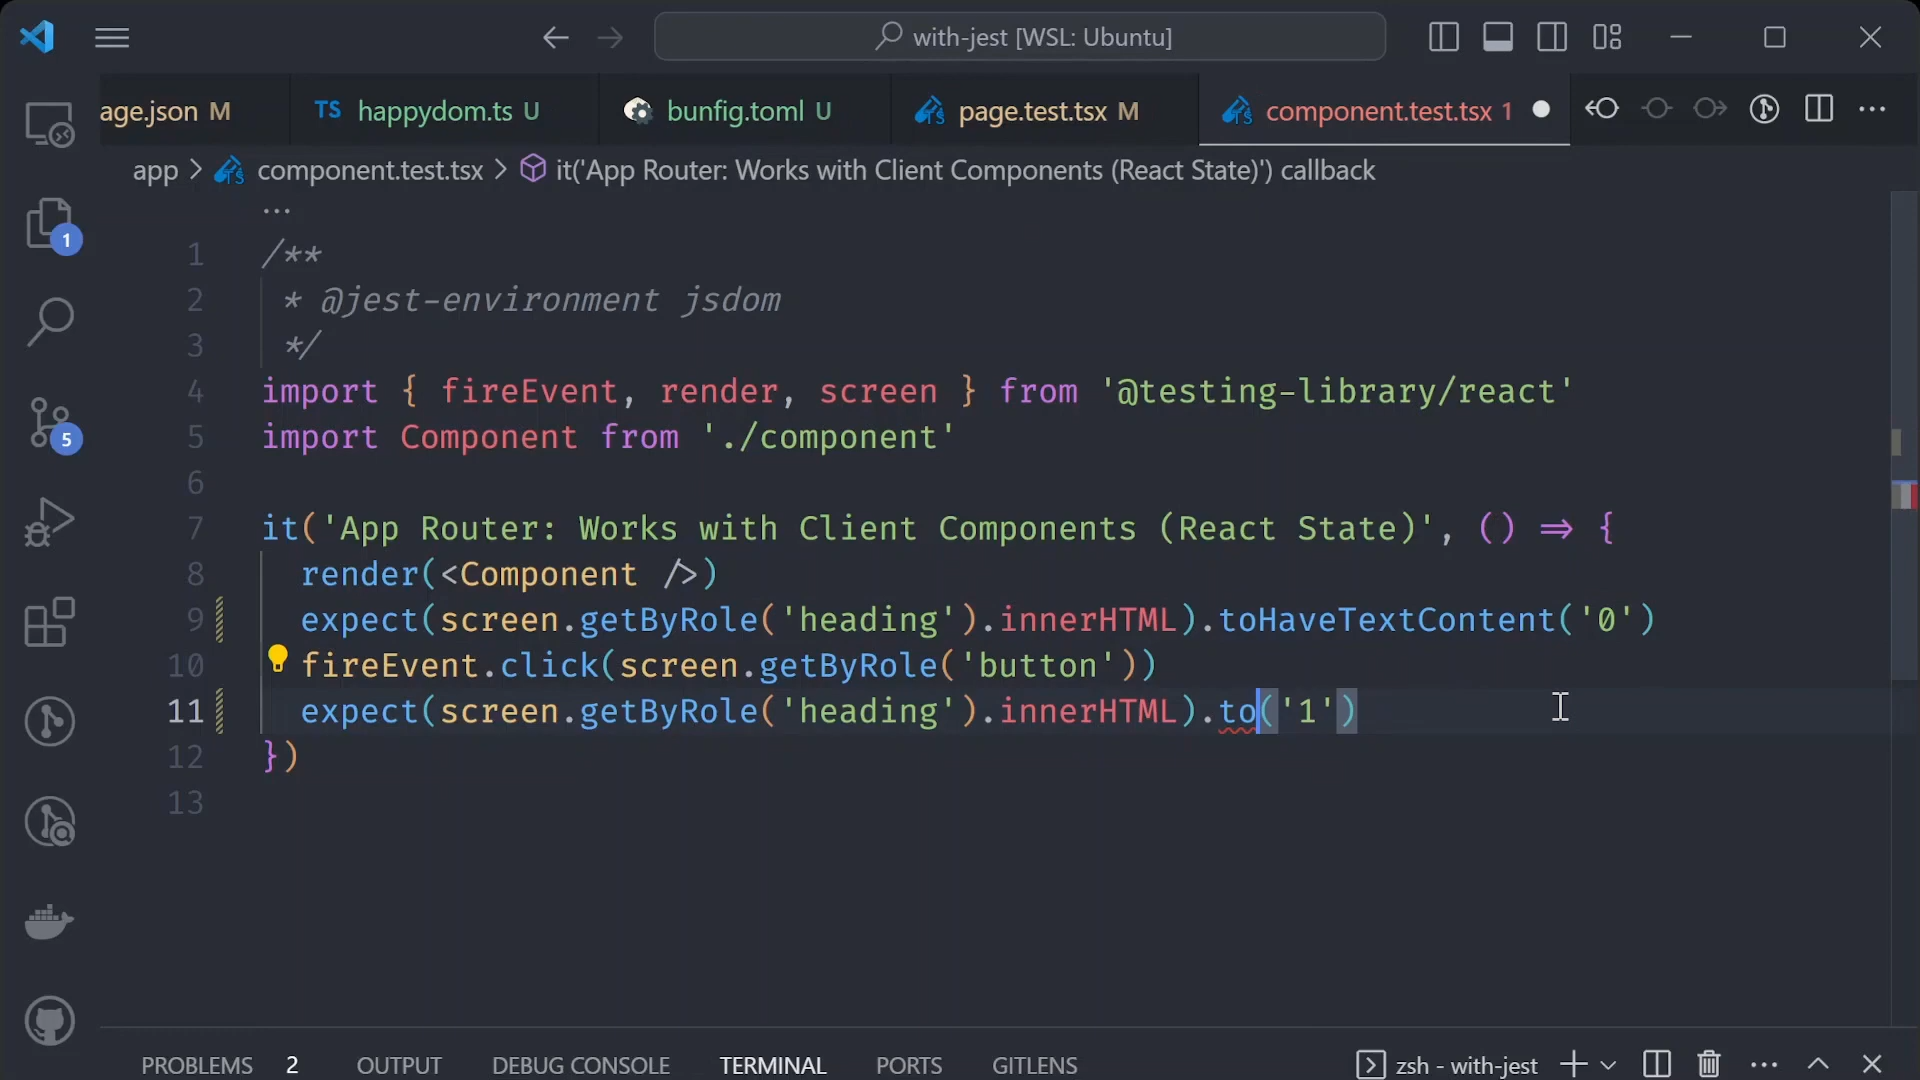 with-jest [WSL: Ubuntu]
age.json M
TS happydom.ts U
bunfig.toml U
page.test.tsx M
component.test.tsx 1
app > component.test.tsx > it('App Router: Works with Client Components (React State)') callback
...
1 /**
2 * @jest-environment jsdom
3 */
4 import { fireEvent, render, screen } from '@testing-library/react'
5 import Component from './component'
6
7 it('App Router: Works with Client Components (React State)', () => {
8 render(<Component />)
9 expect(screen.getByRole('heading').innerHTML).toHaveTextContent('0')
10 fireEvent.click(screen.getByRole('button'))
11 expect(screen.getByRole('heading').innerHTML).to('1')
12 })
13
1
5
PROBLEMS 2 OUTPUT DEBUG CONSOLE TERMINAL PORTS GITLENS
zsh - with-jest